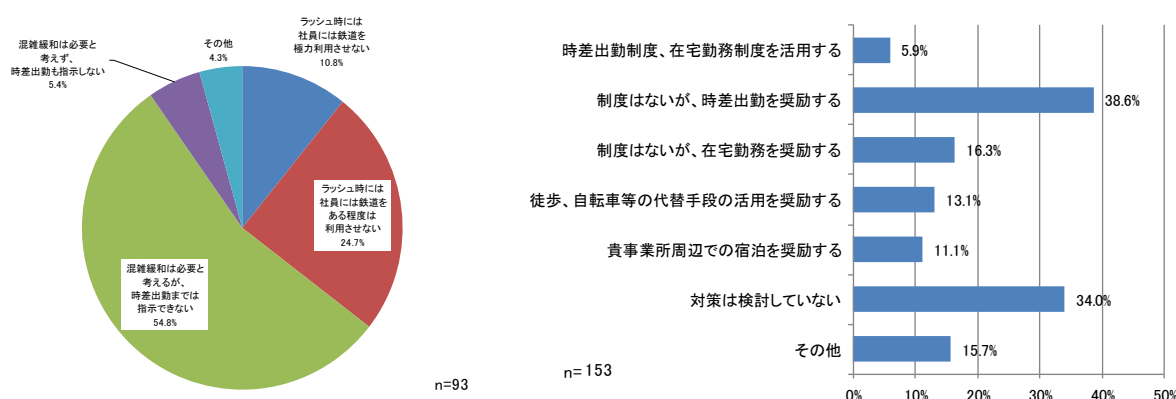 ラッシュ時には
社員には鉄道を
極力利用させない
10.8%
ラッシュ時には
社員には鉄道を
ある程度は
利用させない
24.7%
混雑緩和は必要と
考えるが、
時差出勤までは
指示できない
54.8%
混雑緩和は必要と
考えず、
時差出勤も指示しない
5.4%
その他
4.3%
n=93
時差出勤制度、在宅勤務制度を活用する
5.9%
制度はないが、時差出勤を奨励する
38.6%
制度はないが、在宅勤務を奨励する
16.3%
徒歩、自転車等の代替手段の活用を奨励する
13.1%
貴事業所周辺での宿泊を奨励する
11.1%
対策は検討していない
34.0%
その他
15.7%
n=153
0% 10% 20% 30% 40% 50%